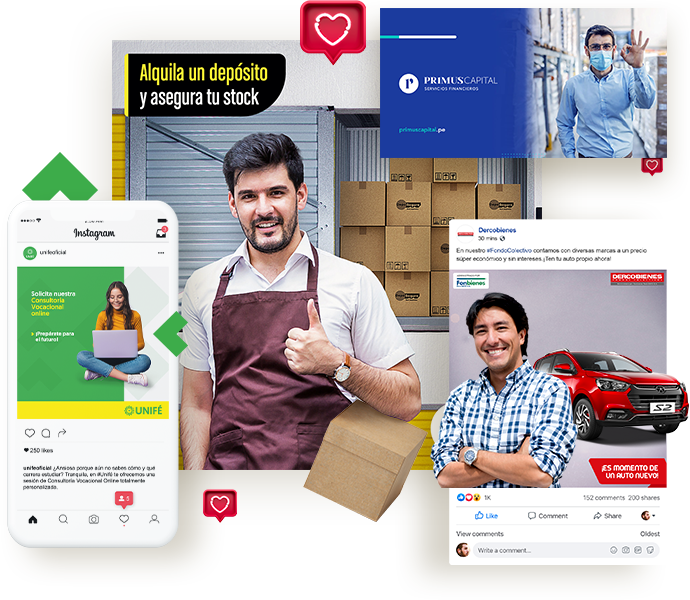 Alquila un depósito
y asegura tu stock
PRIMUSCAPITAL
SERVICIOS FINANCIEROS
primuscapital.pe
Instagram
unifeoficial
Solicita nuestra
Consultoría
Vocacional
online
¡Prepárate para
el futuro!
UNIFÉ
250 likes
unifeoficial ¿Ansiosa porque aún no sabes cómo y qué
carrera estudiar? Tranquila, en #Unifé te ofrecemos una
sesión de Consultoría Vocacional Online totalmente
personalizada.
5
Dercobienes
30 mins
En nuestro #FondoColectivo contamos con diversas marcas a un precio
súper económico y sin intereses ¡Ten tu auto propio ahora!
Fonbienes
DERCOBIENES
S2
¡ES MOMENTO DE
UN AUTO NUEVO!
1K
152 comments 200 shares
Like
Comment
Share
View comments
Oldest
Write a comment...